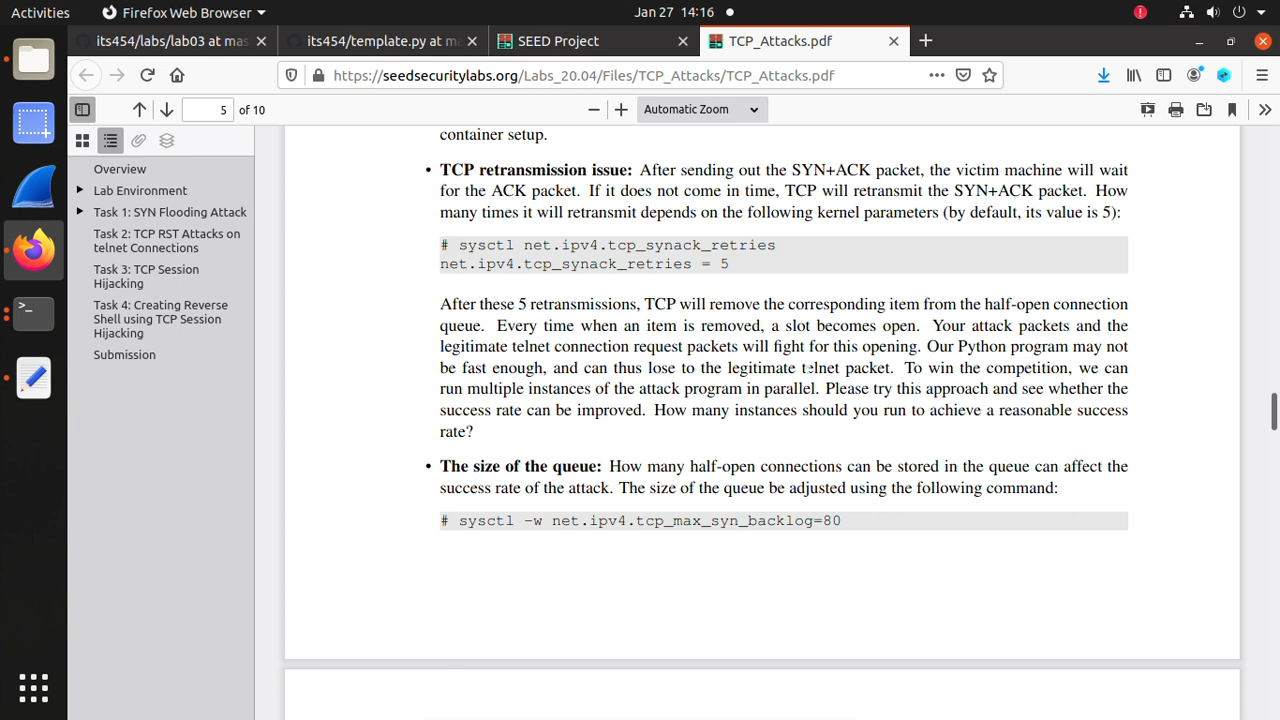 Activities
Firefox Web Browser
Jan 27 14:16
its454/labs/lab03 at mas
its454/template.py at m
SEED Project
TCP_Attacks.pdf
https://seedsecuritylabs.org/Labs_20.04/Files/TCP_Attacks/TCP_Attacks.pdf
5 of 10
Automatic Zoom
Overview
Lab Environment
Task 1: SYN Flooding Attack
Task 2: TCP RST Attacks on
telnet Connections
Task 3: TCP Session
Hijacking
Task 4: Creating Reverse
Shell using TCP Session
Hijacking
Submission
container setup.
• TCP retransmission issue: After sending out the SYN+ACK packet, the victim machine will wait
for the ACK packet. If it does not come in time, TCP will retransmit the SYN+ACK packet. How
many times it will retransmit depends on the following kernel parameters (by default, its value is 5):
# sysctl net.ipv4.tcp_synack_retries
net.ipv4.tcp_synack_retries = 5
After these 5 retransmissions, TCP will remove the corresponding item from the half-open connection
queue. Every time when an item is removed, a slot becomes open. Your attack packets and the
legitimate telnet connection request packets will fight for this opening. Our Python program may not
be fast enough, and can thus lose to the legitimate telnet packet. To win the competition, we can
run multiple instances of the attack program in parallel. Please try this approach and see whether the
success rate can be improved. How many instances should you run to achieve a reasonable success
rate?
• The size of the queue: How many half-open connections can be stored in the queue can affect the
success rate of the attack. The size of the queue be adjusted using the following command:
# sysctl -w net.ipv4.tcp_max_syn_backlog=80